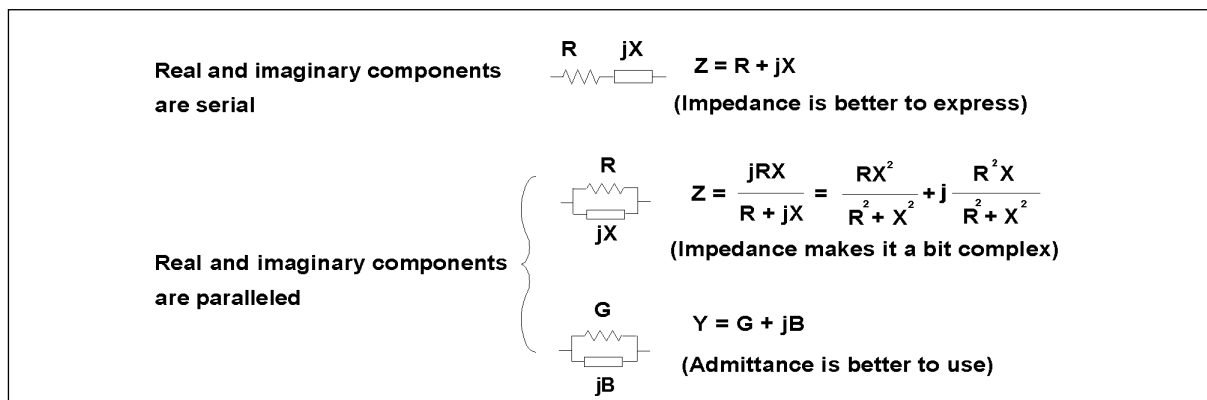 R jX
Real and imaginary components
are serial
Z = R + jX
(Impedance is better to express)
R
jX
Z = jRX / R + jX = RX² / R² + X² + j R²X / R² + X²
(Impedance makes it a bit complex)
Real and imaginary components
are paralleled
G
jB
Y = G + jB
(Admittance is better to use)